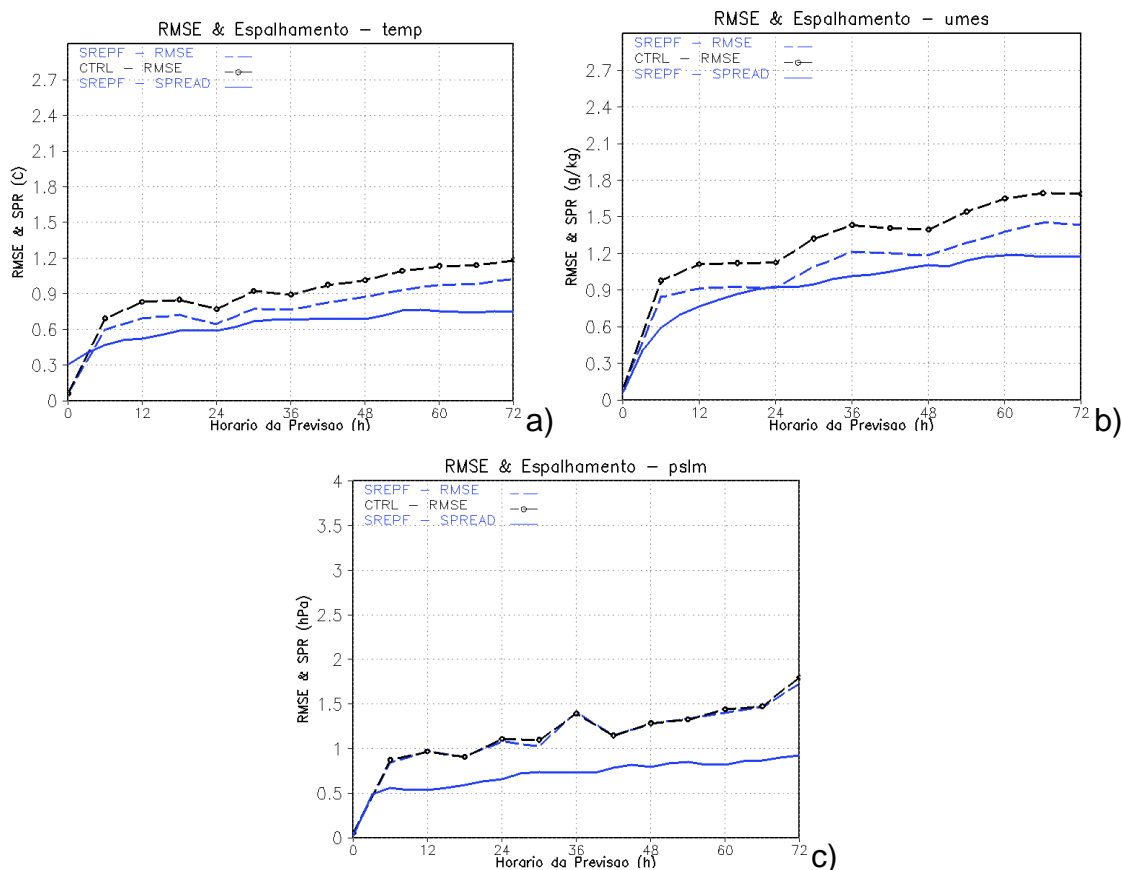 RMSE & Espalhamento – temp
SREPF – RMSE
CTRL – RMSE
SREPF – SPREAD
RMSE & SPR (C)
2.7
2.4
2.1
1.8
1.5
1.2
0.9
0.6
0.3
0
0 12 24 36 48 60 72
Horario da Previsao (h)
a)
RMSE & Espalhamento – umes
SREPF – RMSE
CTRL – RMSE
SREPF – SPREAD
RMSE & SPR (g/kg)
2.7
2.4
2.1
1.8
1.5
1.2
0.9
0.6
0.3
0
0 12 24 36 48 60 72
Horario da Previsao (h)
b)
RMSE & Espalhamento – pslm
SREPF – RMSE
CTRL – RMSE
SREPF – SPREAD
RMSE & SPR (hPa)
4
3.5
3
2.5
2
1.5
1
0.5
0
0 12 24 36 48 60 72
Horario da Previsao (h)
c)